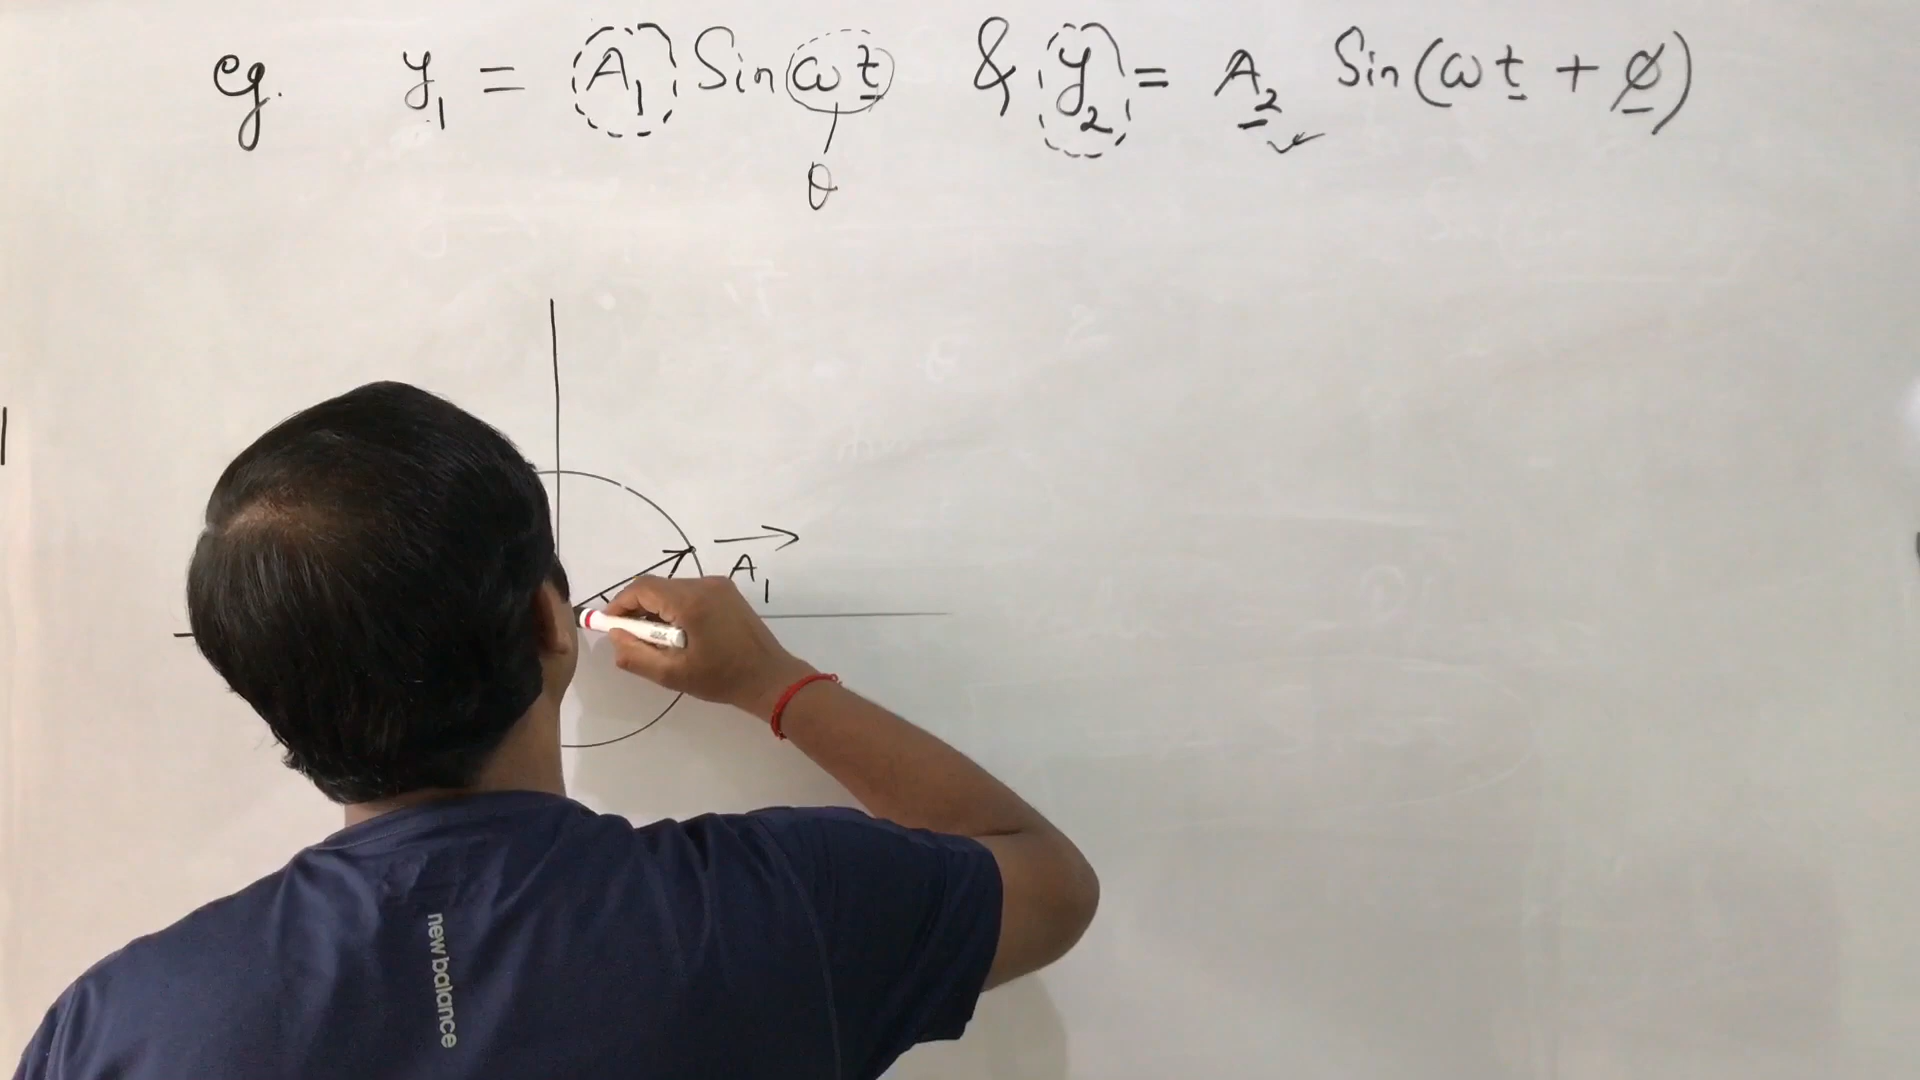 eg. y₁ = A₁ Sin(ωt) & y₂ = A₂ Sin(ωt + φ)
θ
A₁
new balance